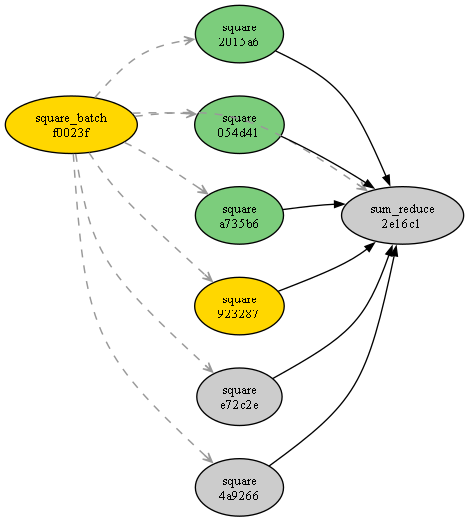 square
2015a6
square_batch
f0023f
square
054d41
square
a735b6
sum_reduce
2e16c1
square
923287
square
e72c2e
square
4a9266